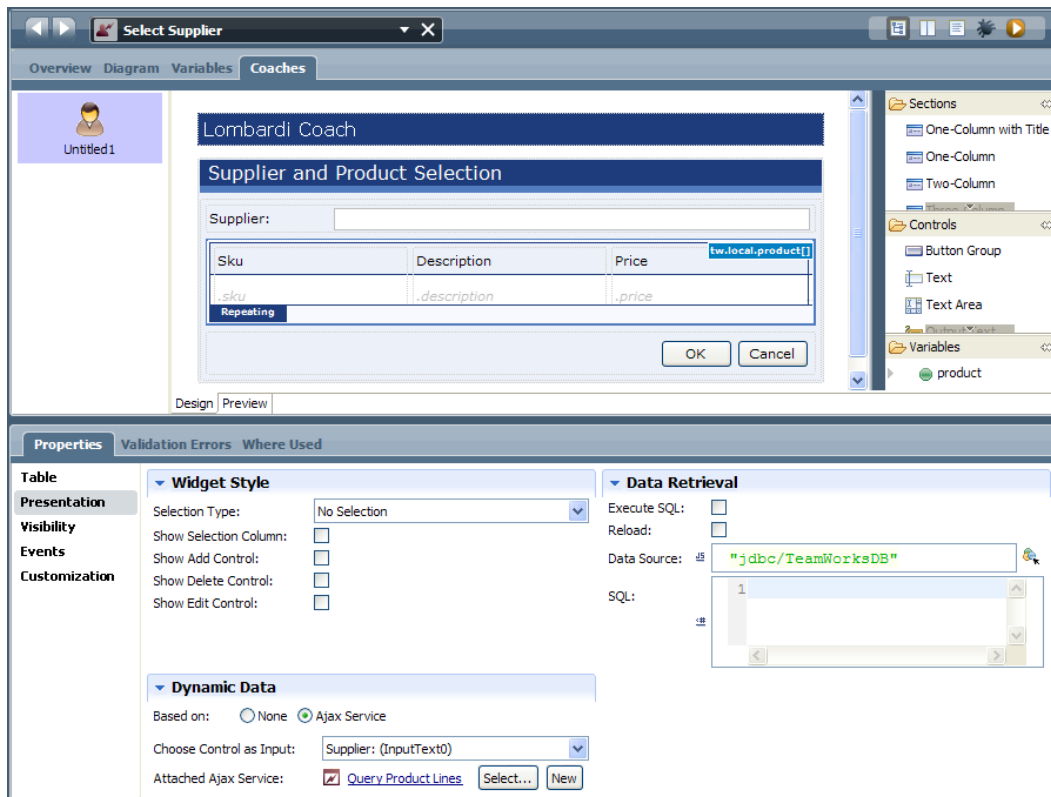 Select Supplier
Overview Diagram Variables Coaches
Untitled1
Lombardi Coach
Supplier and Product Selection
Supplier:
tw.local.product[]
Sku Description Price
.sku .description .price
Repeating
OK Cancel
Design Preview
Sections
One-Column with Title
One-Column
Two-Column
Three-Column
Controls
Button Group
Text
Text Area
Output Text
Variables
product
Properties Validation Errors Where Used
Table
Presentation
Visibility
Events
Customization
Widget Style
Selection Type: No Selection
Show Selection Column:
Show Add Control:
Show Delete Control:
Show Edit Control:
Data Retrieval
Execute SQL:
Reload:
Data Source: JS "jdbc/TeamWorksDB"
SQL: 1
<#
Dynamic Data
Based on: None Ajax Service
Choose Control as Input: Supplier: (InputText0)
Attached Ajax Service: Query Product Lines Select... New